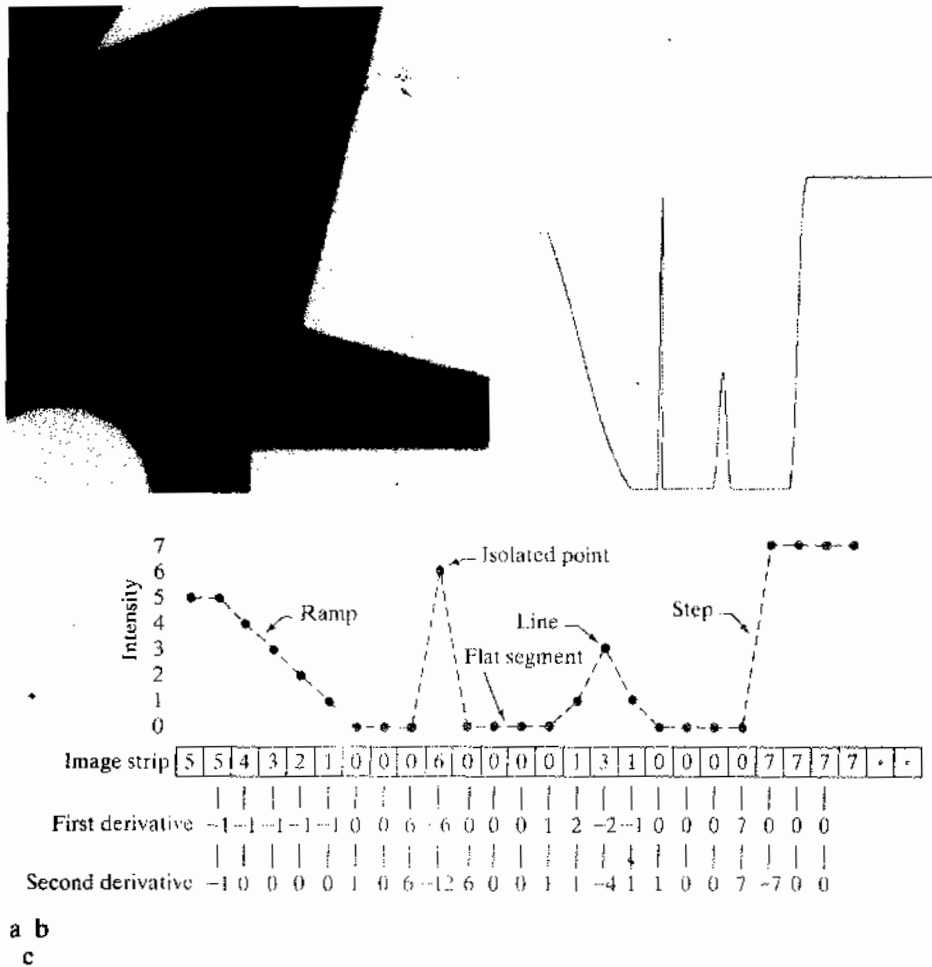 7
6
5
4
3
2
1
0
Intensity
Ramp
Isolated point
Flat segment
Line
Step
Image strip 5 5 4 3 2 1 0 0 0 6 0 0 0 0 1 3 1 0 0 0 0 7 7 7 7 · ·
First derivative −1 −1 −1 −1 −1 0 0 6 −6 0 0 0 1 2 −2 −1 0 0 0 7 0 0 0
Second derivative −1 0 0 0 0 1 0 6 −12 6 0 0 1 1 −4 1 1 0 0 7 −7 0 0
a b
c